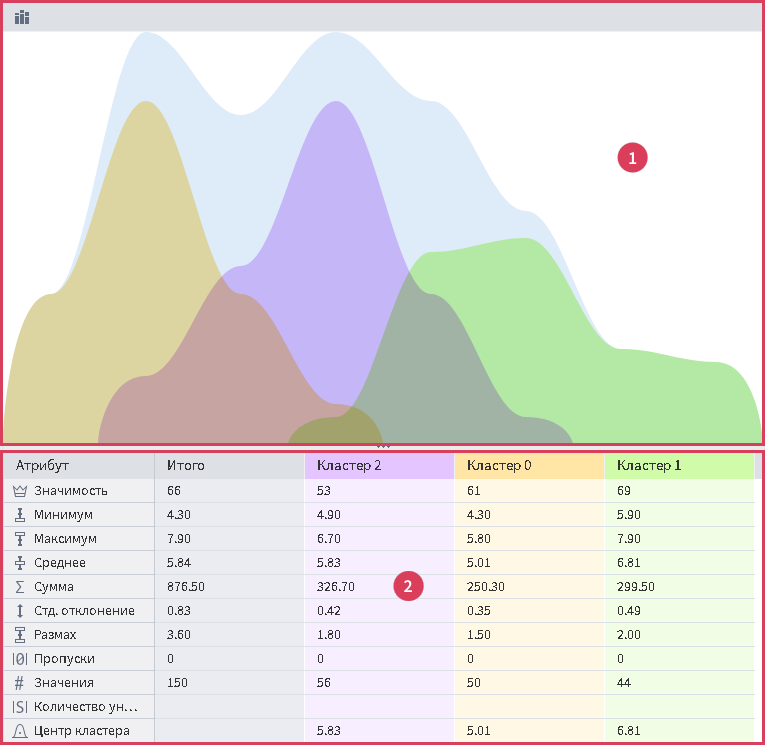 1
Атрибут Итого Кластер 2 Кластер 0 Кластер 1
Значимость 66 53 61 69
Минимум 4.30 4.90 4.30 5.90
Максимум 7.90 6.70 5.80 7.90
Среднее 5.84 5.83 5.01 6.81
Σ Сумма 876.50 326.70 2 250.30 299.50
Стд. отклонение 0.83 0.42 0.35 0.49
Размах 3.60 1.80 1.50 2.00
|0| Пропуски 0 0 0 0
# Значения 150 56 50 44
|S| Количество ун...
Центр кластера 5.83 5.01 6.81